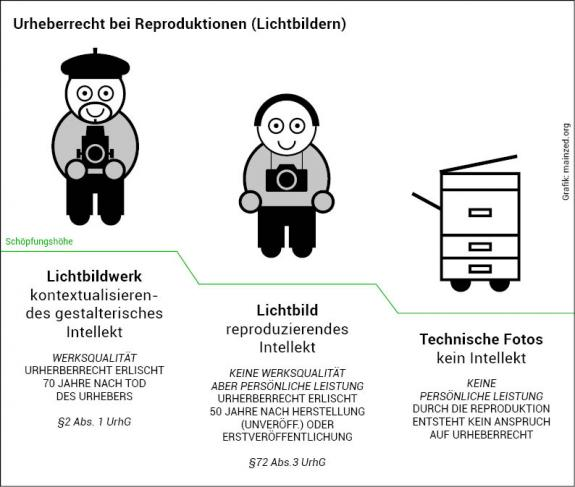 Urheberrecht bei Reproduktionen (Lichtbildern)
Grafik: mainzed.org
Schöpfungshöhe
Lichtbildwerk
kontextualisieren-
des gestalterisches
Intellekt
WERKSQUALITÄT
URHERBERRECHT ERLISCHT
70 JAHRE NACH TOD
DES URHEBERS
§2 Abs. 1 UrhG
Lichtbild
reproduzierendes
Intellekt
KEINE WERKSQUALITÄT
ABER PERSÖNLICHE LEISTUNG
URHERBERRECHT ERLISCHT
50 JAHRE NACH HERSTELLUNG
(UNVERÖFF.) ODER
ERSTVERÖFFENTLICHUNG
§72 Abs.3 UrhG
Technische Fotos
kein Intellekt
KEINE
PERSÖNLICHE LEISTUNG
DURCH DIE REPRODUKTION
ENTSTEHT KEIN ANSPRUCH
AUF URHEBERRECHT